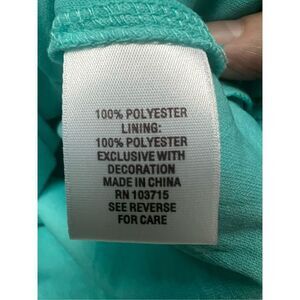 100% POLYESTER
LINING:
100% POLYESTER
EXCLUSIVE WITH
DECORATION
MADE IN CHINA
RN 103715
SEE REVERSE
FOR CARE